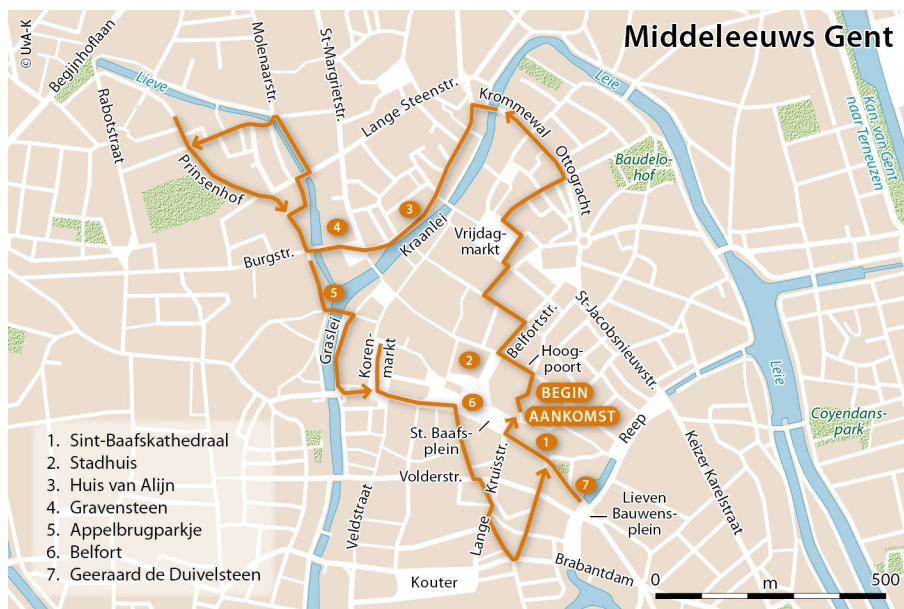 Middeleeuws Gent
© UvA-K
Begijnhoflaan
Molenaarstr.
St-Margrietstr.
Lieve
Rabotstraat
Lange Steenstr.
Krommewal
Leie
Kan. van Gent
naar Terneuzen
Ottogracht
Baudelo-
hof
Prinsenhof
4
3
Kraanlei
Vrijdag-
markt
Burgstr.
5
Graslei
Koren-
markt
2
Belfortstr.
St-Jacobsnieuwstr.
Hoog-
poort
6
BEGIN
AANKOMST
St. Baafs-
plein
1
Reep
Leie
Coyendans-
park
Keizer Karelstraat
Volderstr.
Lange Kruisstr.
7
Lieven
Bauwens-
plein
Veldstraat
Kouter
Brabantdam
1. Sint-Baafskathedraal
2. Stadhuis
3. Huis van Alijn
4. Gravensteen
5. Appelbrugparkje
6. Belfort
7. Geeraard de Duivelsteen
0 m 500